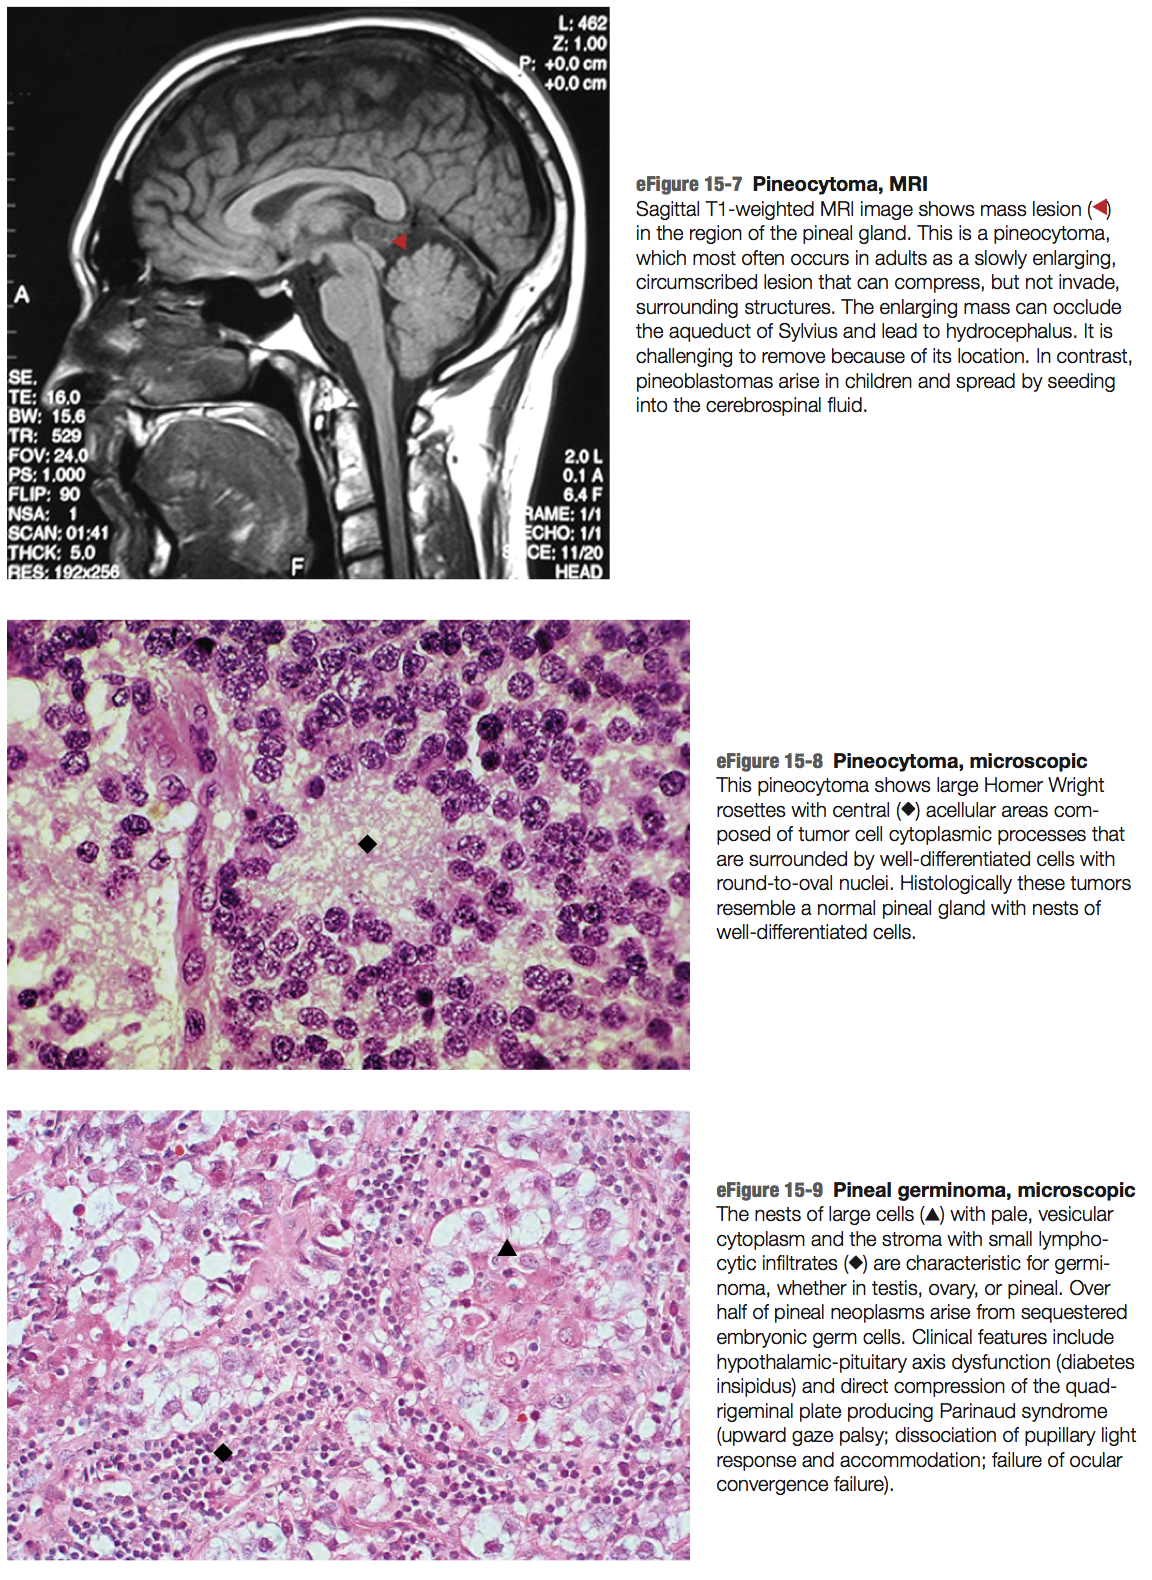 L: 462
Z: 1.00
P: +0.0 cm
+0.0 cm
A
SE.
TE: 16.0
BW: 15.6
TR: 529
FOV: 24.0
PS: 1.000
FLIP: 90
NSA: 1
SCAN: 01:41
THCK: 5.0
RES: 192x256
F
2.0 L
0.1 A
6.4 F
RAME: 1/1
ECHO: 1/1
CE: 11/20
HEAD
eFigure 15-7 Pineocytoma, MRI
Sagittal T1-weighted MRI image shows mass lesion (◀)
in the region of the pineal gland. This is a pineocytoma,
which most often occurs in adults as a slowly enlarging,
circumscribed lesion that can compress, but not invade,
surrounding structures. The enlarging mass can occlude
the aqueduct of Sylvius and lead to hydrocephalus. It is
challenging to remove because of its location. In contrast,
pineoblastomas arise in children and spread by seeding
into the cerebrospinal fluid.
eFigure 15-8 Pineocytoma, microscopic
This pineocytoma shows large Homer Wright
rosettes with central (◆) acellular areas com-
posed of tumor cell cytoplasmic processes that
are surrounded by well-differentiated cells with
round-to-oval nuclei. Histologically these tumors
resemble a normal pineal gland with nests of
well-differentiated cells.
eFigure 15-9 Pineal germinoma, microscopic
The nests of large cells (▲) with pale, vesicular
cytoplasm and the stroma with small lympho-
cytic infiltrates (◆) are characteristic for germi-
noma, whether in testis, ovary, or pineal. Over
half of pineal neoplasms arise from sequestered
embryonic germ cells. Clinical features include
hypothalamic-pituitary axis dysfunction (diabetes
insipidus) and direct compression of the quad-
rigeminal plate producing Parinaud syndrome
(upward gaze palsy; dissociation of pupillary light
response and accommodation; failure of ocular
convergence failure).